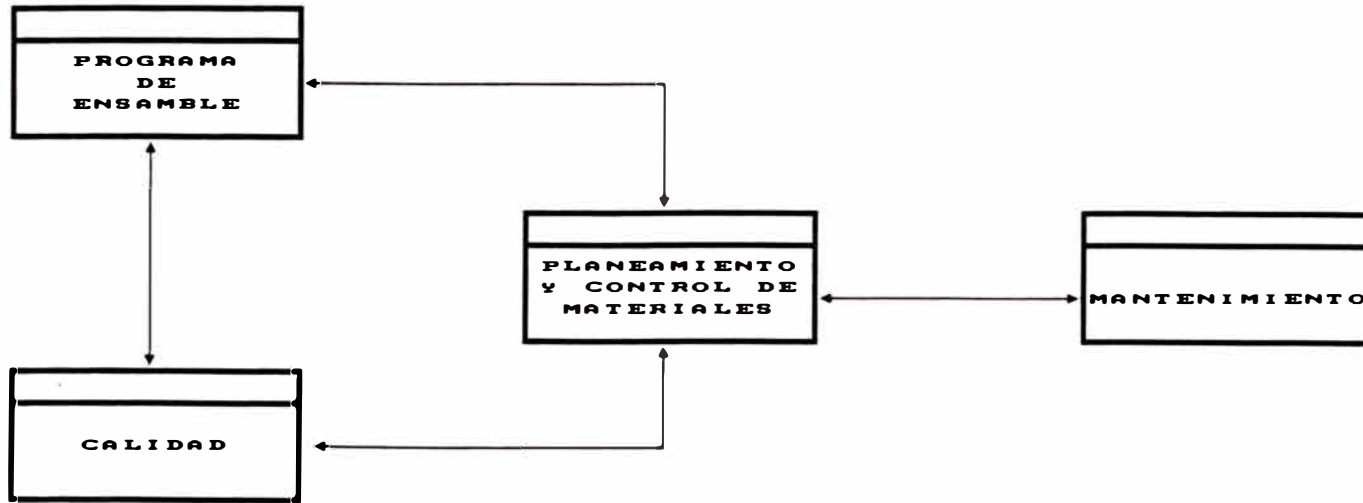 PROGRAMA
DE
ENSAMBLE
PLANEAMIENTO
Y CONTROL DE
MATERIALES
MANTENIMIENTO
CALIDAD